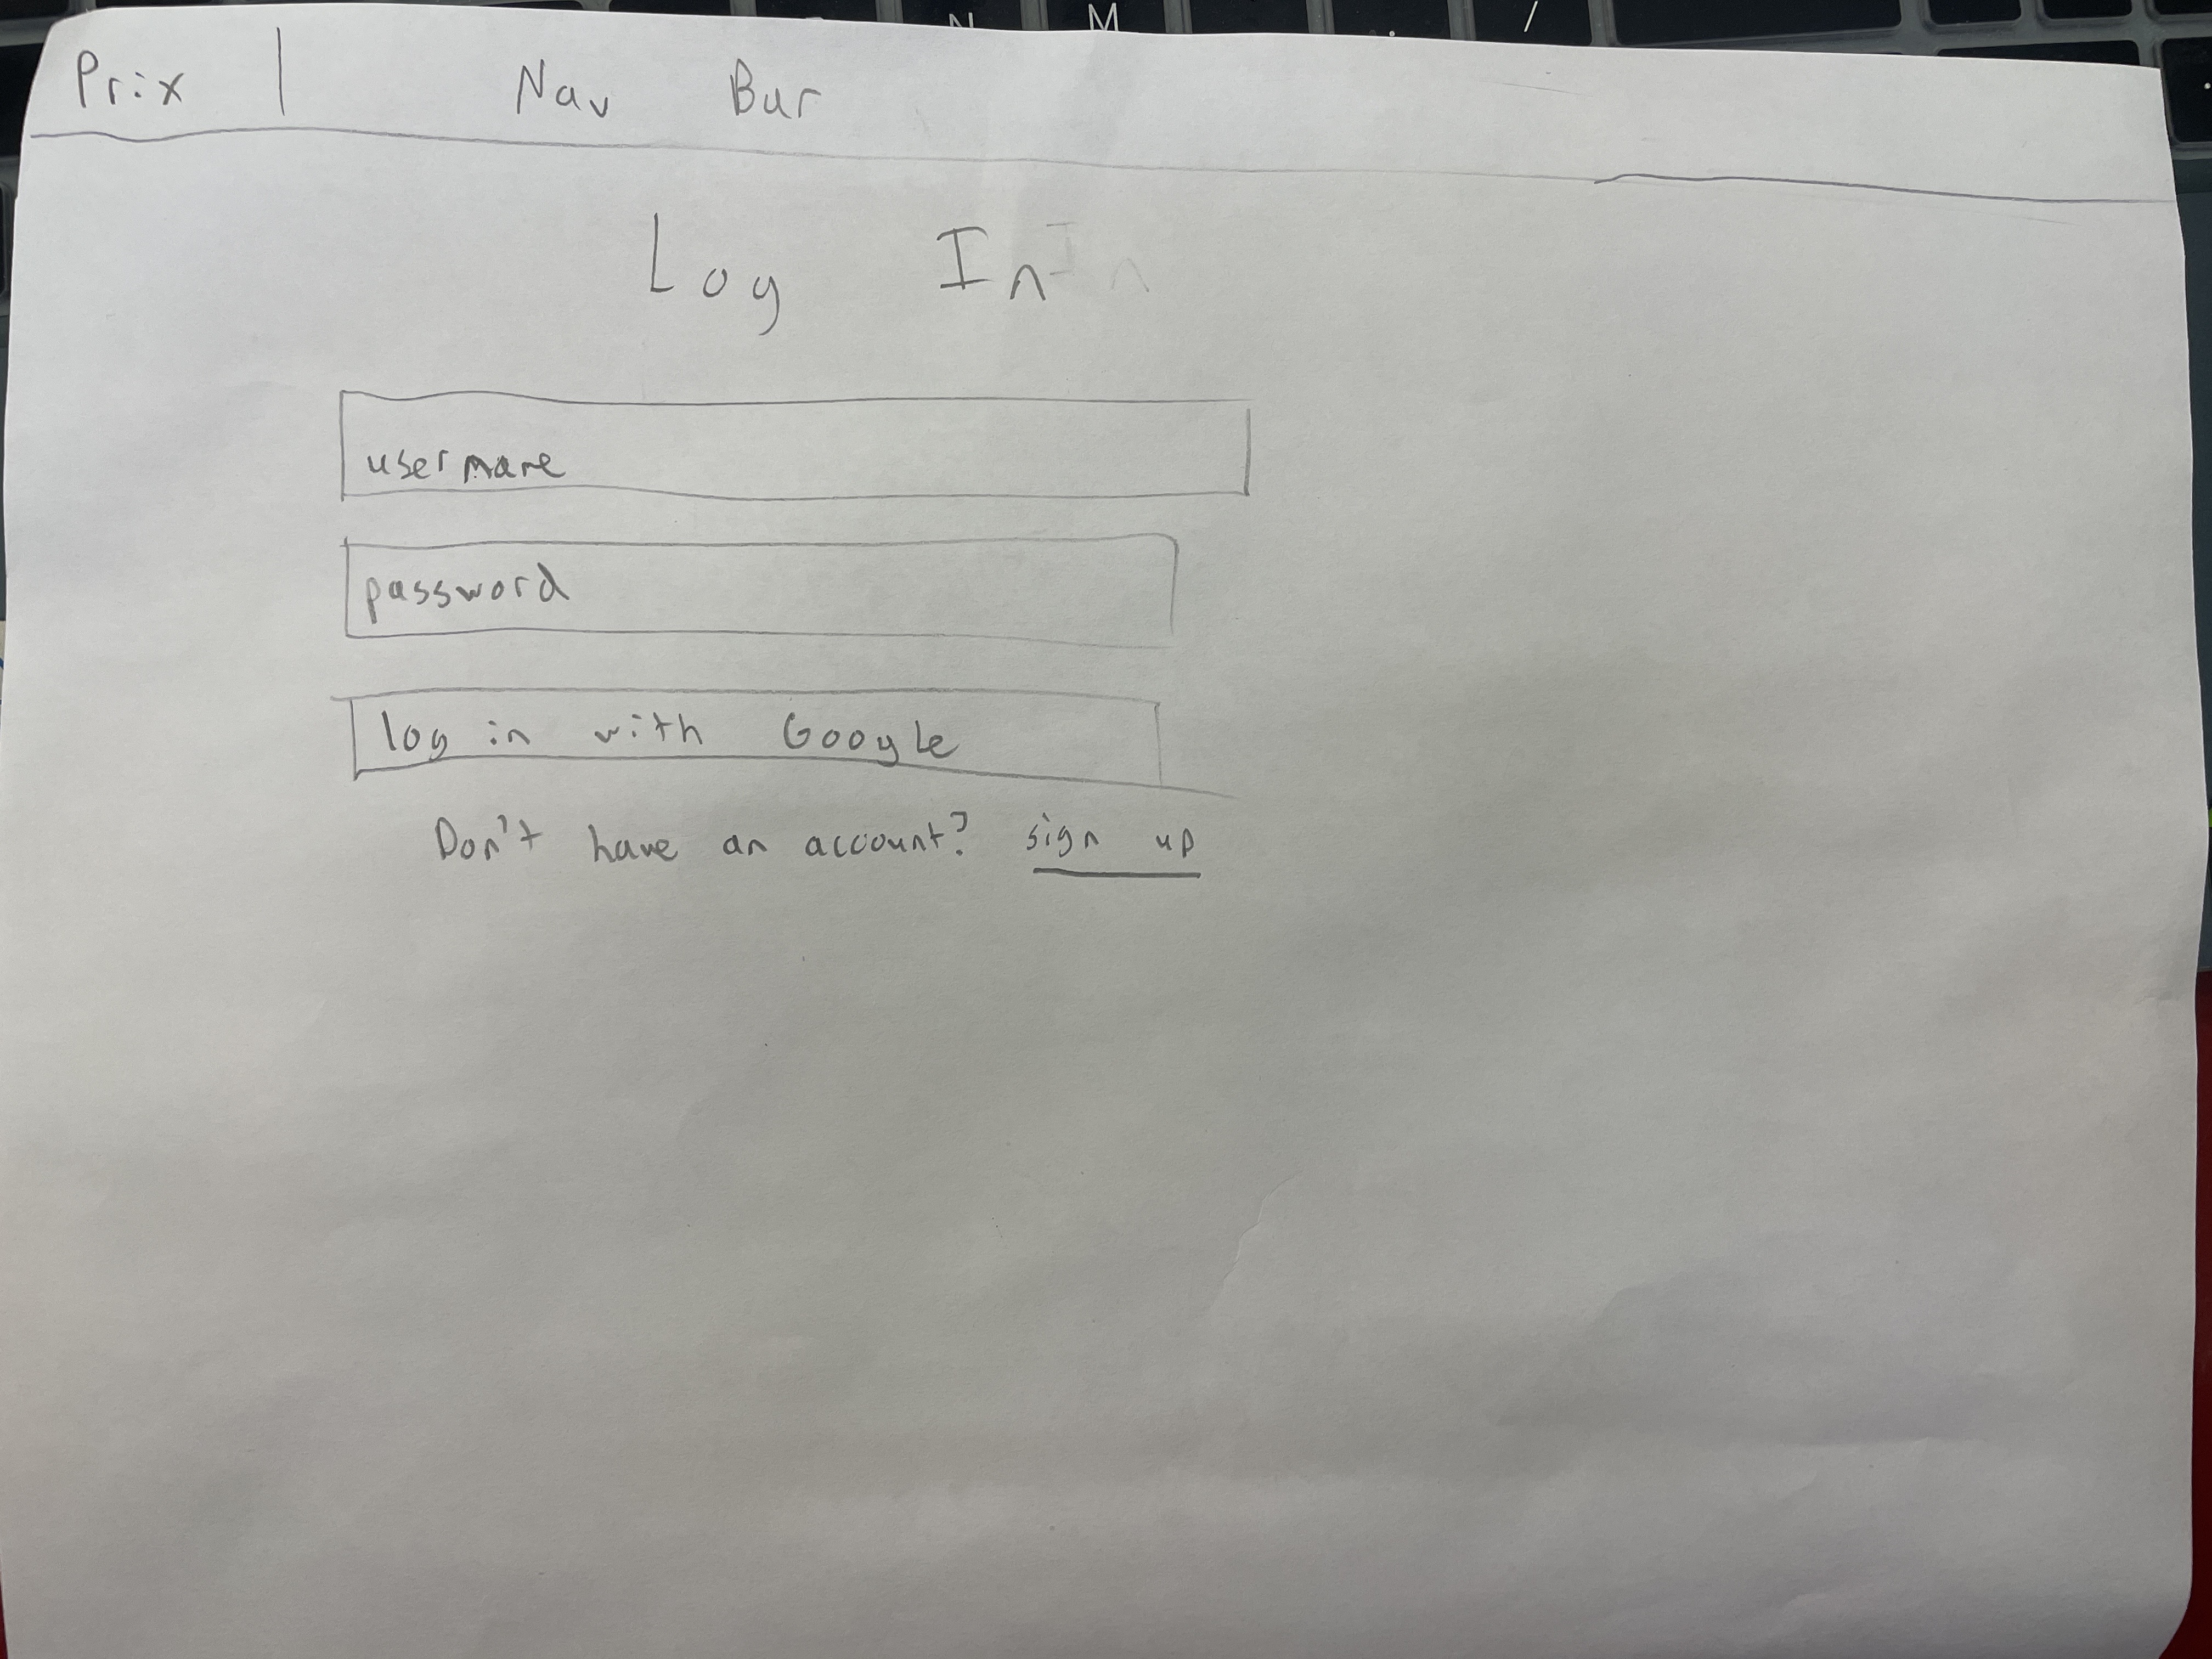 N M /
Prix | Nav Bar
Log In
username
password
log in with Google
Don't have an account? sign up